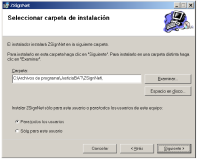 ZSignNet
Seleccionar carpeta de instalación
El instalador instalará ZSignNet en la siguiente carpeta.
Para instalarlo en esta carpeta haga clic en "Siguiente". Para instalarlo en una carpeta distinta haga
clic en "Examinar".
Carpeta:
C:\Archivos de programa\
Examinar...
Espacio en disco...
Instalar ZSignNet sólo para este usuario o para todos los usuarios de este equipo:
Para todos los usuarios
Sólo para este usuario
Cancelar
< Atrás
Siguiente >